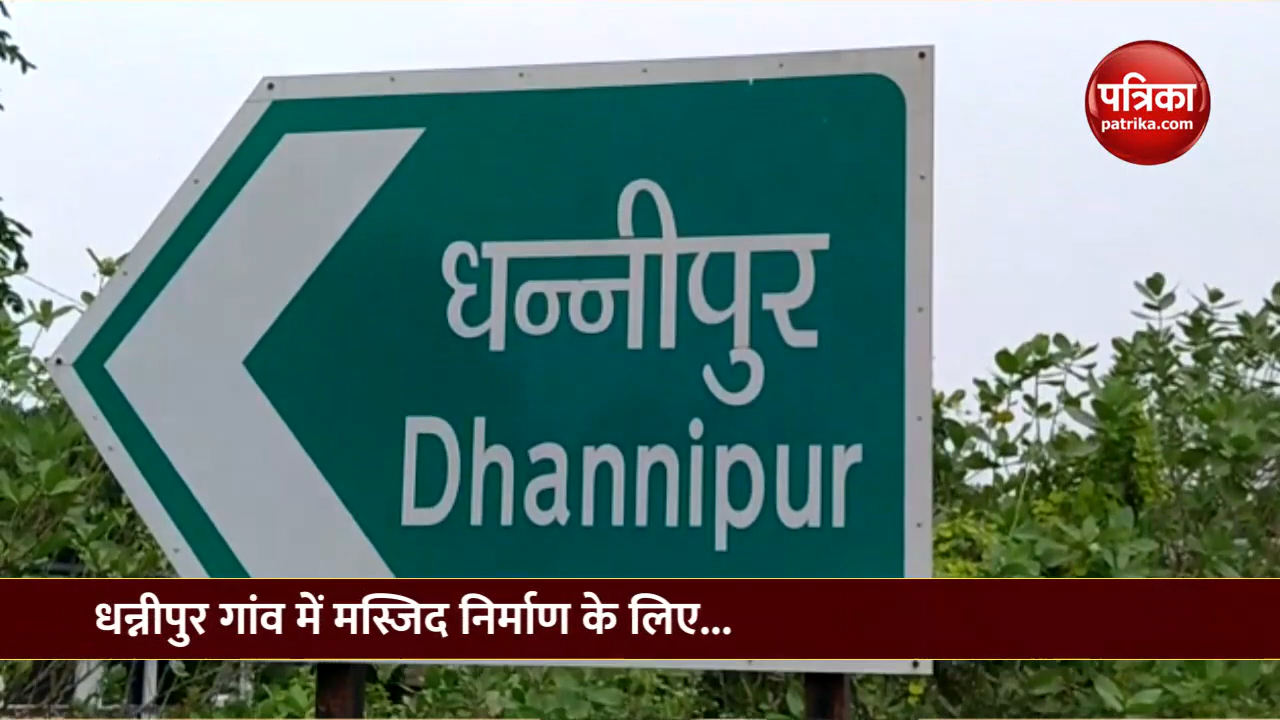 पत्रिका
patrika.com
धन्नीपुर
Dhannipur
धन्नीपुर गांव में मस्जिद निर्माण के लिए...